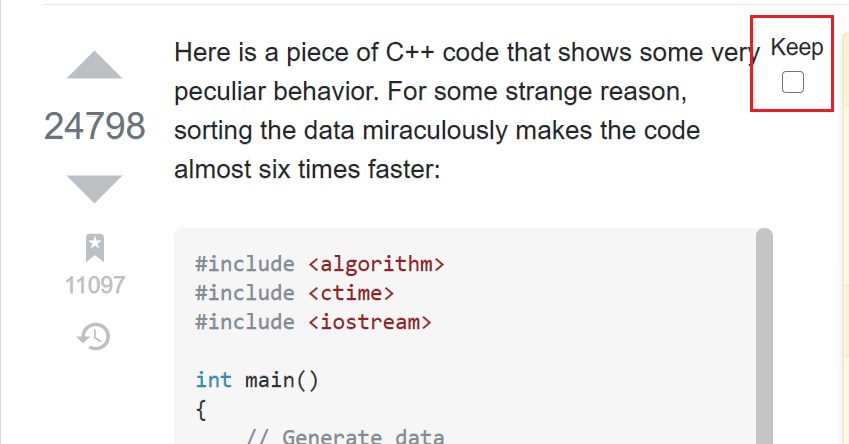 Here is a piece of C++ code that shows some very
Keep
peculiar behavior. For some strange reason,
24798
sorting the data miraculously makes the code
almost six times faster:
11097
#include <algorithm>
#include <ctime>
#include <iostream>
int main()
{
// Generate data